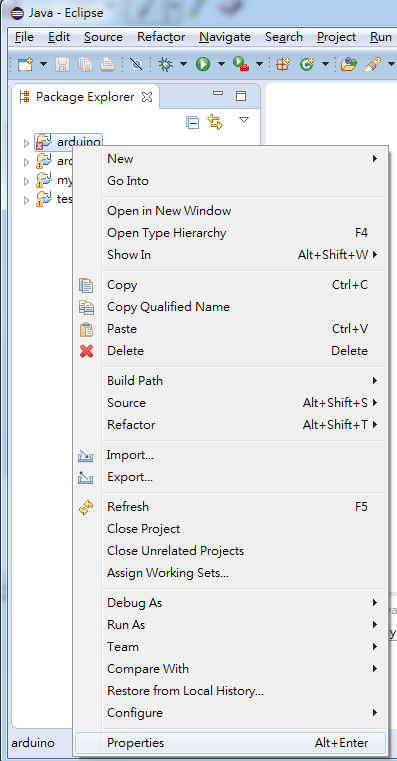 Java - Eclipse
File Edit Source Refactor Navigate Search Project Run
Package Explorer
arduino
New
Go Into
Open in New Window
Open Type Hierarchy F4
Show In Alt+Shift+W
Copy Ctrl+C
Copy Qualified Name
Paste Ctrl+V
Delete Delete
Build Path
Source Alt+Shift+S
Refactor Alt+Shift+T
Import...
Export...
Refresh F5
Close Project
Close Unrelated Projects
Assign Working Sets...
Debug As
Run As
Team
Compare With
Restore from Local History...
Configure
Properties Alt+Enter
arduino